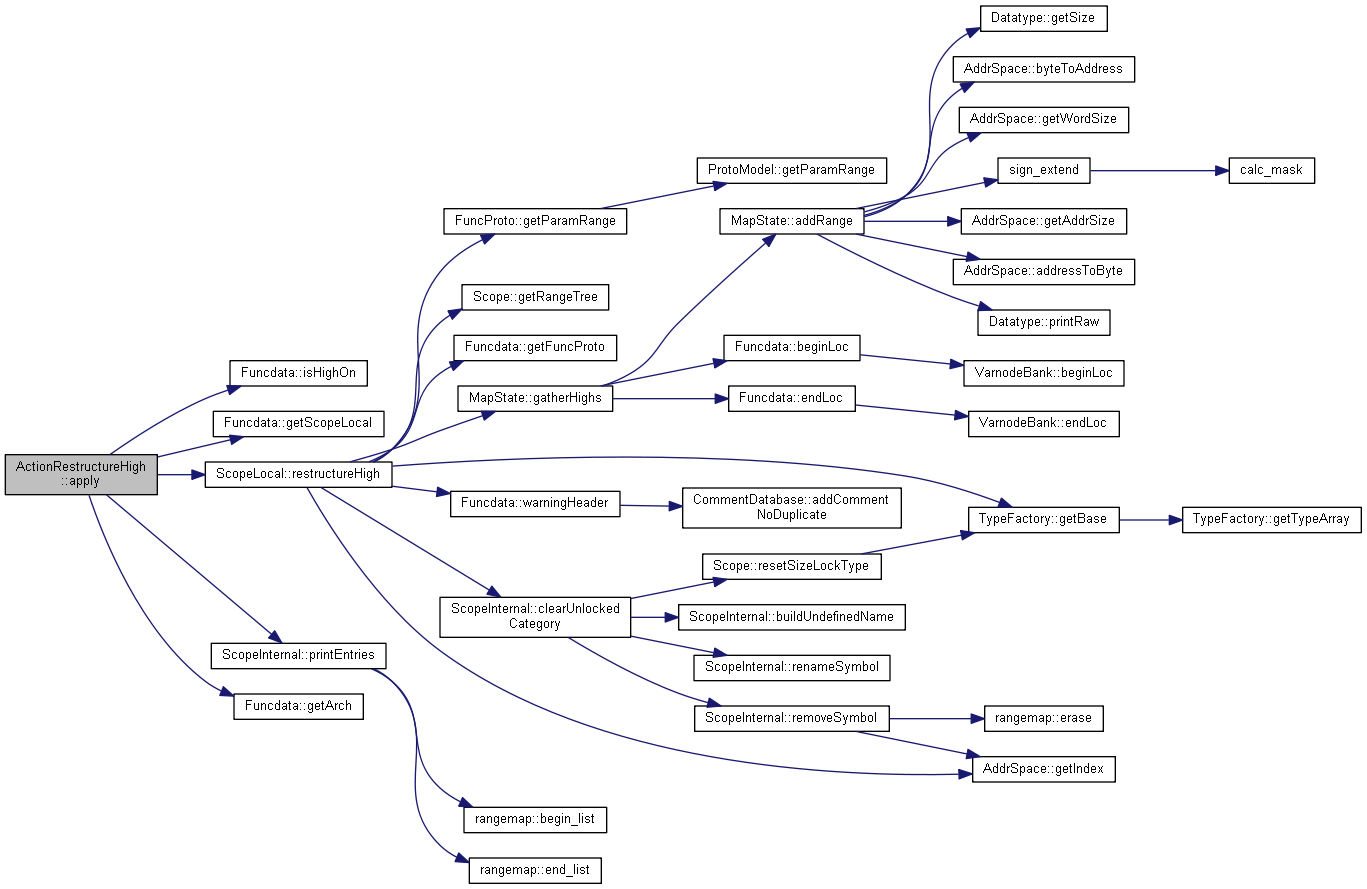 Datatype::getSize
AddrSpace::byteToAddress
AddrSpace::getWordSize
ProtoModel::getParamRange
sign_extend
calc_mask
FuncProto::getParamRange
MapState::addRange
AddrSpace::getAddrSize
AddrSpace::addressToByte
Scope::getRangeTree
Datatype::printRaw
Funcdata::getFuncProto
Funcdata::beginLoc
Funcdata::isHighOn
VarnodeBank::beginLoc
MapState::gatherHighs
Funcdata::endLoc
Funcdata::getScopeLocal
VarnodeBank::endLoc
ActionRestructureHigh
::apply
ScopeLocal::restructureHigh
Funcdata::warningHeader
CommentDatabase::addComment
NoDuplicate
TypeFactory::getBase
TypeFactory::getTypeArray
Scope::resetSizeLockType
ScopeInternal::clearUnlocked
Category
ScopeInternal::buildUndefinedName
ScopeInternal::printEntries
ScopeInternal::renameSymbol
Funcdata::getArch
ScopeInternal::removeSymbol
rangemap::erase
AddrSpace::getIndex
rangemap::begin_list
rangemap::end_list